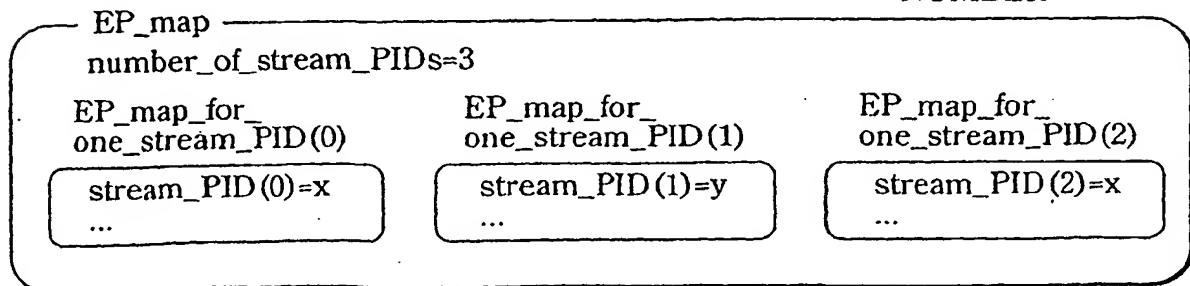 EP_map
number_of_stream_PIDs=3
EP_map_for_
one_stream_PID(0)
stream_PID(0)=x
...
EP_map_for_
one_stream_PID(1)
stream_PID(1)=y
...
EP_map_for_
one_stream_PID(2)
stream_PID(2)=x
...